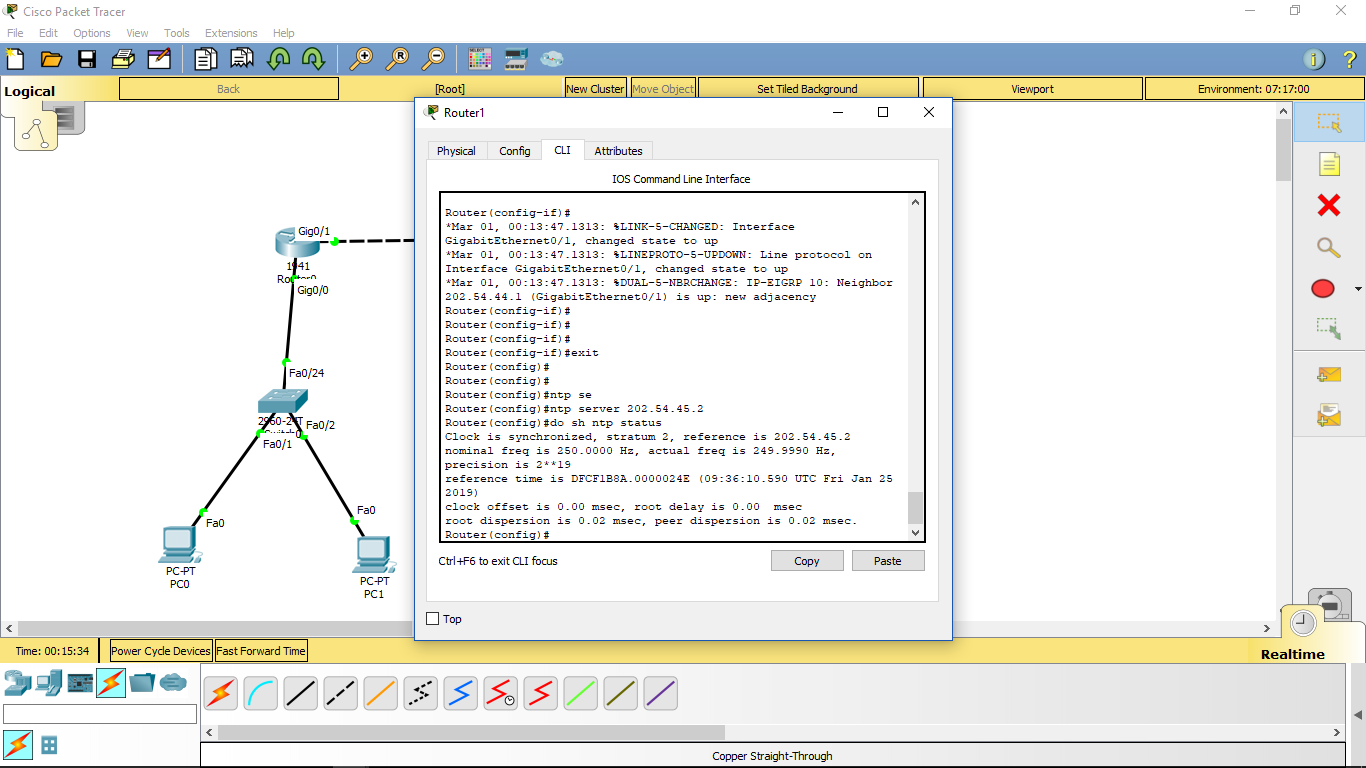 Cisco Packet Tracer
File Edit Options View Tools Extensions Help
Logical
Back
[Root]
New Cluster
Move Object
Set Tiled Background
Viewport
Environment: 07:17:00
Router1
Physical Config CLI Attributes
IOS Command Line Interface
Router(config-if)#
*Mar 01, 00:13:47.1313: %LINK-5-CHANGED: Interface
GigabitEthernet0/1, changed state to up
*Mar 01, 00:13:47.1313: %LINEPROTO-5-UPDOWN: Line protocol on
Interface GigabitEthernet0/1, changed state to up
*Mar 01, 00:13:47.1313: %DUAL-5-NBRCHANGE: IP-EIGRP 10: Neighbor
202.54.44.1 (GigabitEthernet0/1) is up: new adjacency
Router(config-if)#
Router(config-if)#
Router(config-if)#
Router(config-if)#exit
Router(config)#
Router(config)#
Router(config)#ntp se
Router(config)#ntp server 202.54.45.2
Router(config)#do sh ntp status
Clock is synchronized, stratum 2, reference is 202.54.45.2
nominal freq is 250.0000 Hz, actual freq is 249.9990 Hz,
precision is 2**19
reference time is DFCF1B8A.0000024E (09:36:10.590 UTC Fri Jan 25
2019)
clock offset is 0.00 msec, root delay is 0.00  msec
root dispersion is 0.02 msec, peer dispersion is 0.02 msec.
Router(config)#
Ctrl+F6 to exit CLI focus
Copy
Paste
Top
Gig0/1
1941
Router0
Gig0/0
Fa0/24
2960-24T
Switch0
Fa0/2
Fa0/1
Fa0
Fa0
PC-PT
PC0
PC-PT
PC1
Time: 00:15:34
Power Cycle Devices
Fast Forward Time
Realtime
SELECT
R
Copper Straight-Through